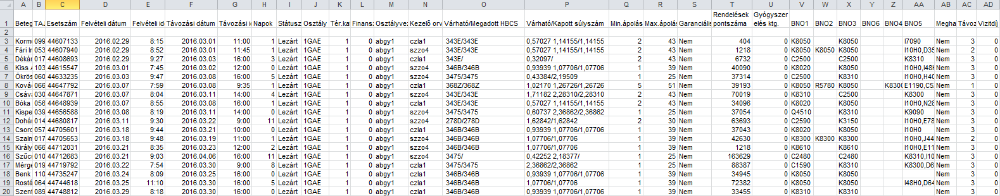 A B C D E F G H I J K L M N O P Q R S T U V W X Y Z AA AB AC AD
1 Beteg TAJ Esetszám Felvételi dátum Felvételi id Távozási dátum Távozási id Napok Státusz Osztály Tér.kat Finansz Osztályvez Kezelő orv Várható/Megadott HBCS Várható/Kapott súlyszám Min.ápolás Max.ápolás Garanciális Rendelések pontszáma Gyógyszer elés ktg. BNO1 BNO2 BNO3 BNO6 BNO4 BNO5 Megha Távoz Vizitdíj
2
3 Kormo 099 44607133 2016.02.29 8:15 2016.03.01 11:00 1 Lezárt 1GAE 1 0 abgy1 czla1 343E/343E 0,57027 1,14155/1,14155 2 43 Nem 404 0 K8050 K8050 I7090 Nem 3 0
4 Fári Im 053 44607940 2016.02.29 8:52 2016.03.01 11:45 1 Lezárt 1GAE 1 0 abgy1 szzo4 343E/343E 0,57027 1,14155/1,14155 2 43 Nem 1218 0 K8050 K8050 K8050 I10H0,D35 Nem 2 0
5 Dékán 017 44608693 2016.02.29 9:27 2016.03.03 16:00 3 Lezárt 1GAE 1 0 abgy1 czla1 343E/ 0,32097/ 2 43 Nem 6732 0 C2500 C2500 K8310 Nem 3 0
6 Kiss A 103 44615547 2016.03.01 7:45 2016.03.02 12:00 0 Lezárt 1GAE 1 0 abgy1 szzo4 346B/346B 0,93939 1,07706/1,07706 1 39 Nem 40090 0 K8020 K8050 I10H0,I48H Nem 3 0
7 Ökrös 060 44633235 2016.03.03 9:47 2016.03.08 16:00 5 Lezárt 1GAE 1 0 abgy1 szzo4 3475/3475 0,43384/2,19509 1 25 Nem 37314 0 C2500 K8310 I10H0,H40 Nem 3 0
8 Kovác 066 44647792 2016.03.07 7:59 2016.03.08 9:35 1 Lezárt 1GAE 1 0 abgy1 czla1 368Z/368Z 1,02170 1,26726/1,26726 5 51 Nem 39193 0 K8050 R5780 K8050 K8300 E1190,C5 Nem 1 0
9 Csáva 030 44647871 2016.03.07 8:04 2016.03.11 14:00 4 Lezárt 1GAE 1 0 abgy1 szzo4 343E/343E 1,71182 2,28310/2,28310 2 43 Nem 70019 0 K8310 C2500 K8300 Nem 3 0
10 Bóka 056 44648939 2016.03.07 8:55 2016.03.08 16:00 1 Lezárt 1GAE 1 0 abgy1 czla1 343E/343E 0,57027 1,14155/1,14155 2 43 Nem 34096 0 K8020 K8050 I10H0,N28 Nem 3 0
11 Kispe 039 44656588 2016.03.08 8:19 2016.03.11 14:00 0 Lezárt 1GAE 1 0 abgy1 szzo4 3475/3475 0,60737 2,36862/2,36862 1 25 Nem 37054 0 Q4510 K8310 K9090 Nem 3 0
12 Dohár 014 44680817 2016.03.11 9:30 2016.03.22 9:00 11 Lezárt 1GAE 1 0 abgy1 szzo4 278D/278D 1,62842/1,62842 2 30 Nem 63693 0 C2590 K3150 I10H0,E78 Nem 3 0
13 Csoro 057 44705601 2016.03.18 9:44 2016.03.21 10:00 0 Lezárt 1GAE 1 0 abgy1 czla1 346B/346B 0,93939 1,07706/1,07706 1 39 Nem 37043 0 K8020 K8050 I10H0 Nem 3 0
14 Szalm 017 44705653 2016.03.18 9:48 2016.03.19 11:00 1 Lezárt 1GAE 1 0 abgy1 szzo4 346B/346B 1,07706/1,07706 1 39 Nem 42630 0 K8300 K8300 K8300 I10H0,J44 Nem 2 0
15 Király 066 44712031 2016.03.21 8:35 2016.03.23 12:00 2 Lezárt 1GAE 1 0 abgy1 szzo4 346B/346B 1,07706/1,07706 1 39 Nem 1218 0 K8610 K8610 I10H0,E11 Nem 3 0
16 Szűcs 010 44712683 2016.03.21 9:03 2016.04.06 16:00 11 Lezárt 1GAE 1 0 abgy1 szzo4 3475/ 0,42252 2,18377/ 1 25 Nem 163629 0 C2480 C2480 K8310,I10 Nem 3 0
17 Mérge 019 44719792 2016.03.22 7:54 2016.03.30 9:00 8 Lezárt 1GAE 1 0 abgy1 czla1 3475/3475 2,36862/2,36862 1 25 Nem 88387 0 C1590 K8310 K8300,D6 Nem 3 0
18 Benk 110 44735247 2016.03.24 8:09 2016.03.25 16:00 0 Lezárt 1GAE 1 0 abgy1 czla1 346B/346B 0,93939 1,07706/1,07706 1 39 Nem 34945 0 K8050 K8050 Nem 3 0
19 Rostá 064 44744618 2016.03.25 11:10 2016.03.30 16:00 5 Lezárt 1GAE 1 0 abgy1 czla1 346B/346B 1,07706/1,07706 1 39 Nem 72382 0 K8050 K8050 I48H0,D64 Nem 3 0
20 Szent 089 44748812 2016.03.29 8:18 2016.03.30 16:00 0 Lezárt 1GAE 1 0 abgy1 czla1 346B/346B 0,93939 1,07706/1,07706 1 39 Nem 33455 0 K8310 K8310 Nem 3 0